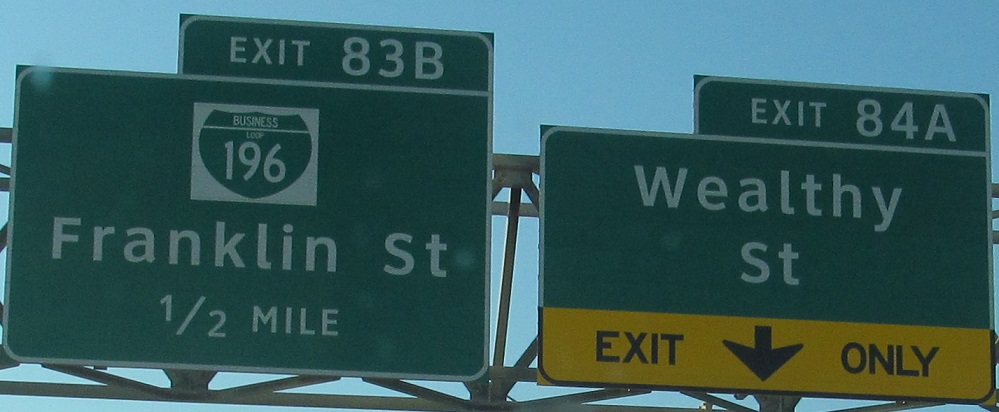 EXIT 83B
BUSINESS
LOOP
196
Franklin St
1/2 MILE
EXIT 84A
Wealthy
St
EXIT ONLY